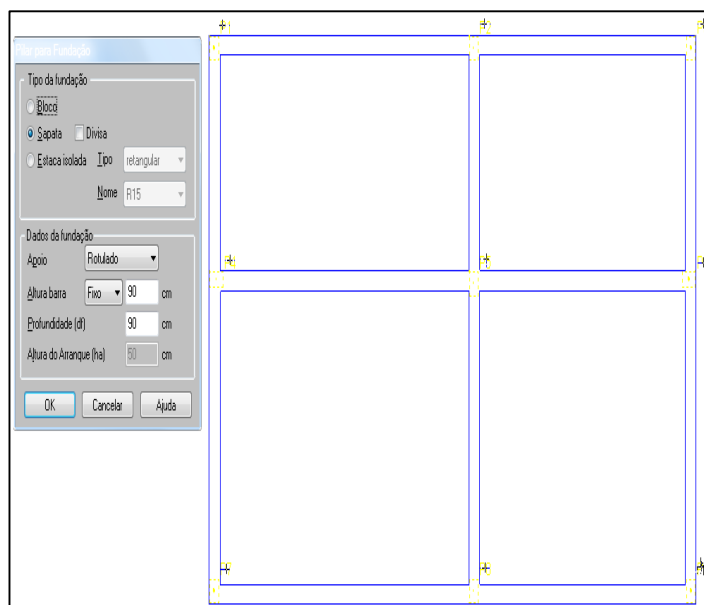 Pilar para Fundação
Tipo da fundação
Bloco
Sapata Divisa
Estaca isolada Tipo retangular
Nome R15
Dados da fundação
Apoio Rotulado
Altura barra Fixo 90 cm
Profundidade (df) 90 cm
Altura do Arranque (ha) 50 cm
OK Cancelar Ajuda